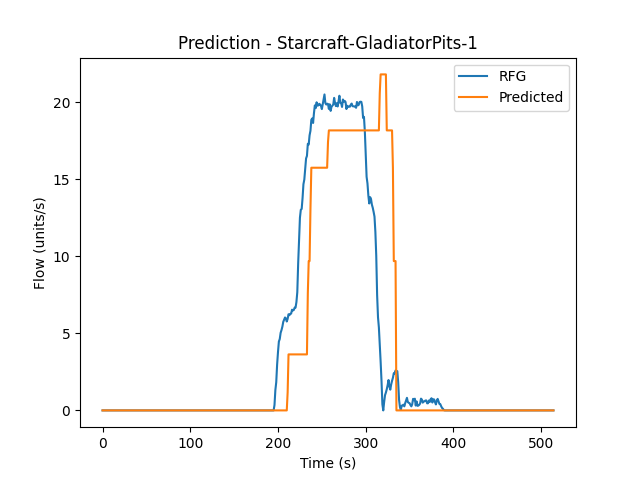 Prediction - Starcraft-GladiatorPits-1
RFG
Predicted
Flow (units/s)
20
15
10
5
0
0 100 200 300 400 500
Time (s)